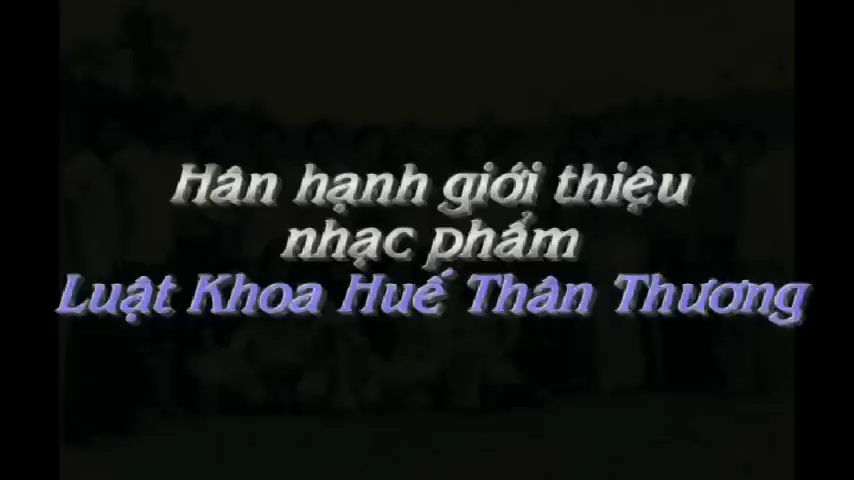 Hân hạnh giới thiệu
nhạc phẩm
Luật Khoa Huế Thân Thương